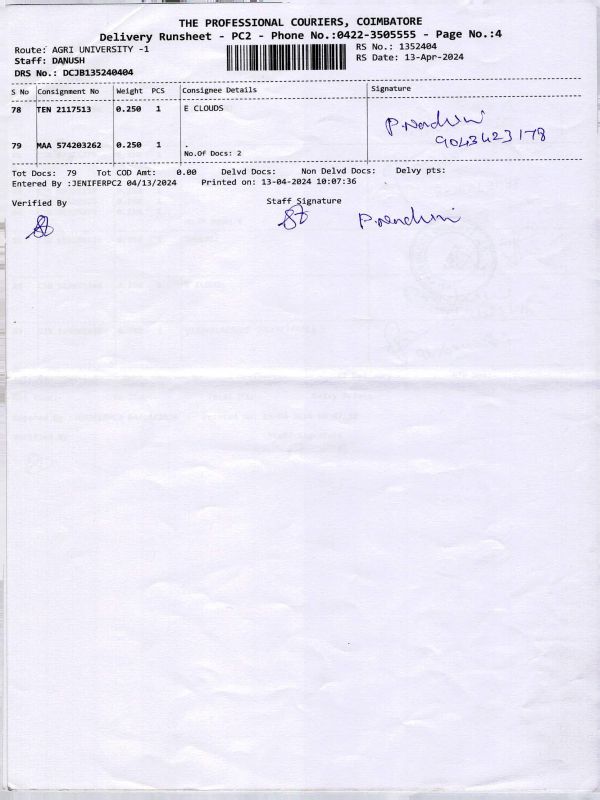 THE PROFESSIONAL COURIERS, COIMBATORE
Delivery Runsheet - PC2 - Phone No.:0422-3505555 - Page No.:4
Route: AGRI UNIVERSITY -1 RS No.: 1352404
Staff: DANUSH RS Date: 13-Apr-2024
DRS No.: DCJB135240404
S No Consignment No Weight PCS Consignee Details Signature
78 TEN 2117513 0.250 1 E CLOUDS
9043423178
79 MAA 574203262 0.250 1 .
No.Of Docs: 2
Tot Docs: 79 Tot COD Amt: 0.00 Delvd Docs: Non Delvd Docs: Delvy pts:
Entered By :JENIFERPC2 04/13/2024 Printed on: 13-04-2024 10:07:36
Verified By Staff Signature